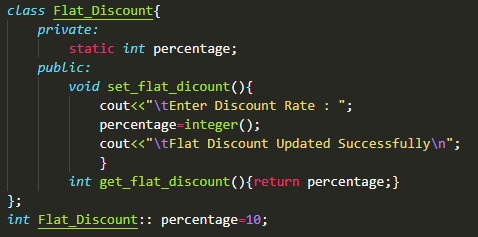 class Flat_Discount{
    private:
        static int percentage;
    public:
        void set_flat_dicount(){
            cout<<"\tEnter Discount Rate : ";
            percentage=integer();
            cout<<"\tFlat Discount Updated Successfully\n";
            }
        int get_flat_discount(){return percentage;}
};
int Flat_Discount:: percentage=10;